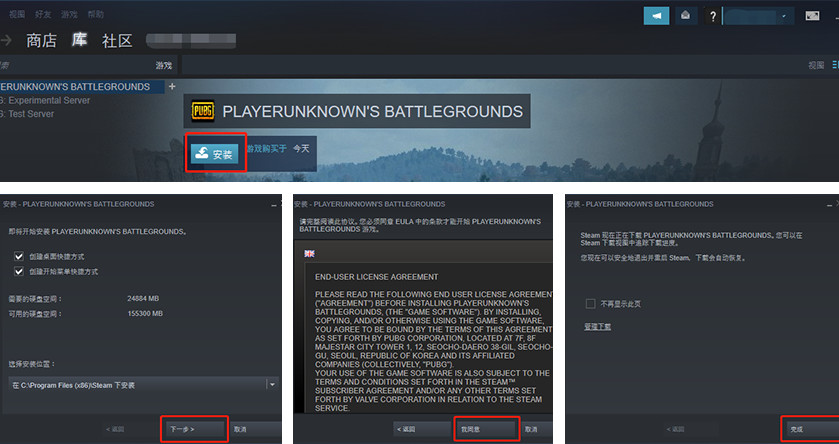 视图 好友 游戏 帮助
?
商店 库 社区
索
游戏
视图
ERUNKNOWN'S BATTLEGROUNDS
+
G: Experimental Server
G: Test Server
PUBG
PLAYERUNKNOWN'S BATTLEGROUNDS
安装
游戏购买于 今天
安装 - PLAYERUNKNOWN'S BATTLEGROUNDS
即将开始安装 PLAYERUNKNOWN'S BATTLEGROUNDS。
创建桌面快捷方式
创建开始菜单快捷方式
需要的硬盘空间： 24884 MB
可用的硬盘空间： 155300 MB
选择安装位置：
在 C:\Program Files (x86)\Steam 下安装
< 返回
下一步 >
取消
安装 - PLAYERUNKNOWN'S BATTLEGROUNDS
请完整阅读此协议。您必须同意 EULA 中的条款才能开始 PLAYERUNKNOWN'S
BATTLEGROUNDS 游戏。
END-USER LICENSE AGREEMENT
PLEASE READ THE FOLLOWING END USER LICENSE AGREEMENT
("AGREEMENT") BEFORE INSTALLING PLAYERUNKNOWN'S
BATTLEGROUNDS, (THE "GAME SOFTWARE"). BY INSTALLING,
COPYING, AND/OR OTHERWISE USING THE GAME SOFTWARE,
YOU AGREE TO BE BOUND BY THE TERMS OF THIS AGREEMENT
AS SET FORTH BY PUBG CORPORATION, LOCATED AT 7F, 8F
MAJESTAR CITY TOWER 1, 12, SEOCHO-DAERO 38-GIL, SEOCHO-
GU, SEOUL, REPUBLIC OF KOREA AND ITS AFFILIATED
COMPANIES (COLLECTIVELY, "PUBG").
YOUR USE OF THE GAME SOFTWARE IS ALSO SUBJECT TO THE
TERMS AND CONDITIONS SET FORTH IN THE STEAM™
SUBSCRIBER AGREEMENT AND/OR ANY OTHER TERMS SET
FORTH BY VALVE CORPORATION IN RELATION TO THE STEAM
SERVICE.
< 返回
我同意
取消
安装 - PLAYERUNKNOWN'S BATTLEGROUNDS
Steam 现在正在下载 PLAYERUNKNOWN'S BATTLEGROUNDS。您可以在
Steam 下载视图中追踪下载进度。
您现在可以安全地退出并重启 Steam，下载会自动恢复。
不再显示此页
管理下载
< 返回
完成